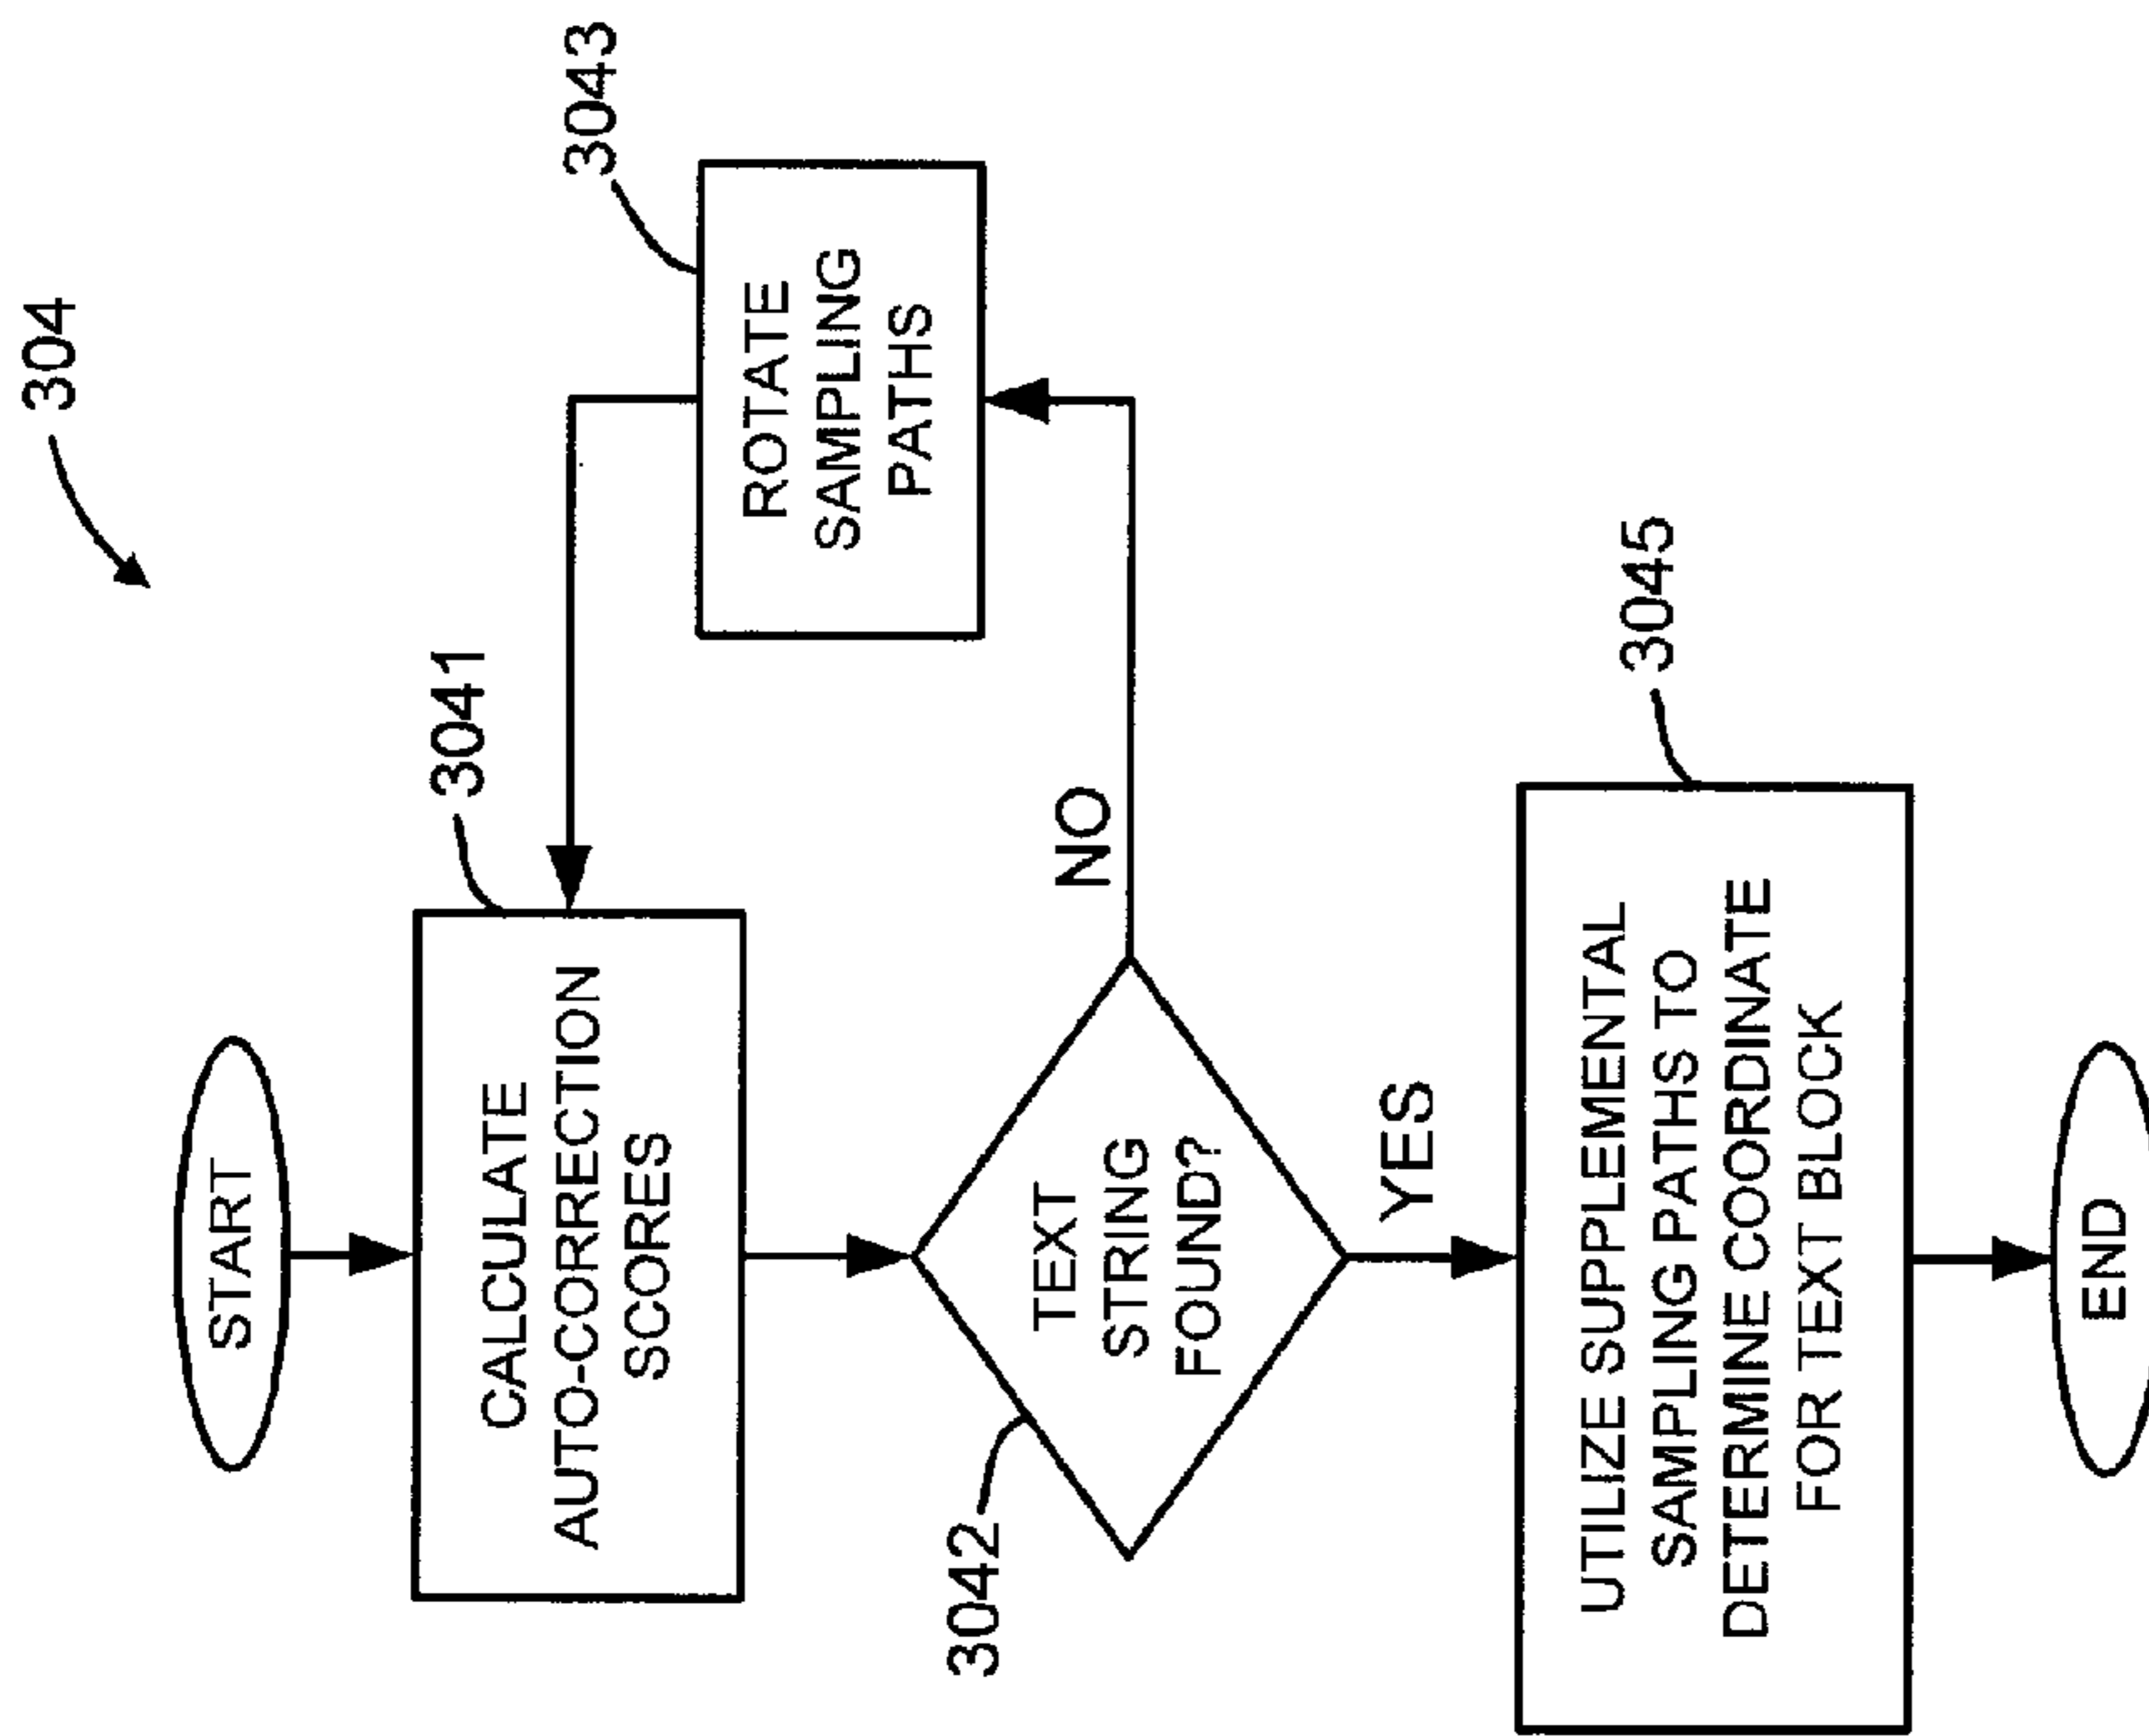 304
START
3041
CALCULATE
AUTO-CORRECTION
SCORES
3043
ROTATE
SAMPLING
PATHS
3042
TEXT
STRING
FOUND?
NO
YES
3045
UTILIZE SUPPLEMENTAL
SAMPLING PATHS TO
DETERMINE COORDINATE
FOR TEXT BLOCK
END